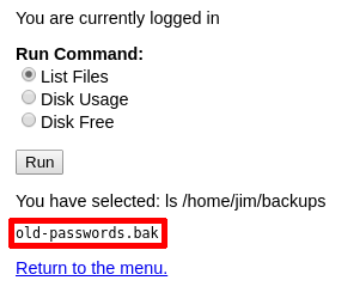 You are currently logged in
Run Command:
List Files
Disk Usage
Disk Free
Run
You have selected: ls /home/jim/backups
old-passwords.bak
Return to the menu.